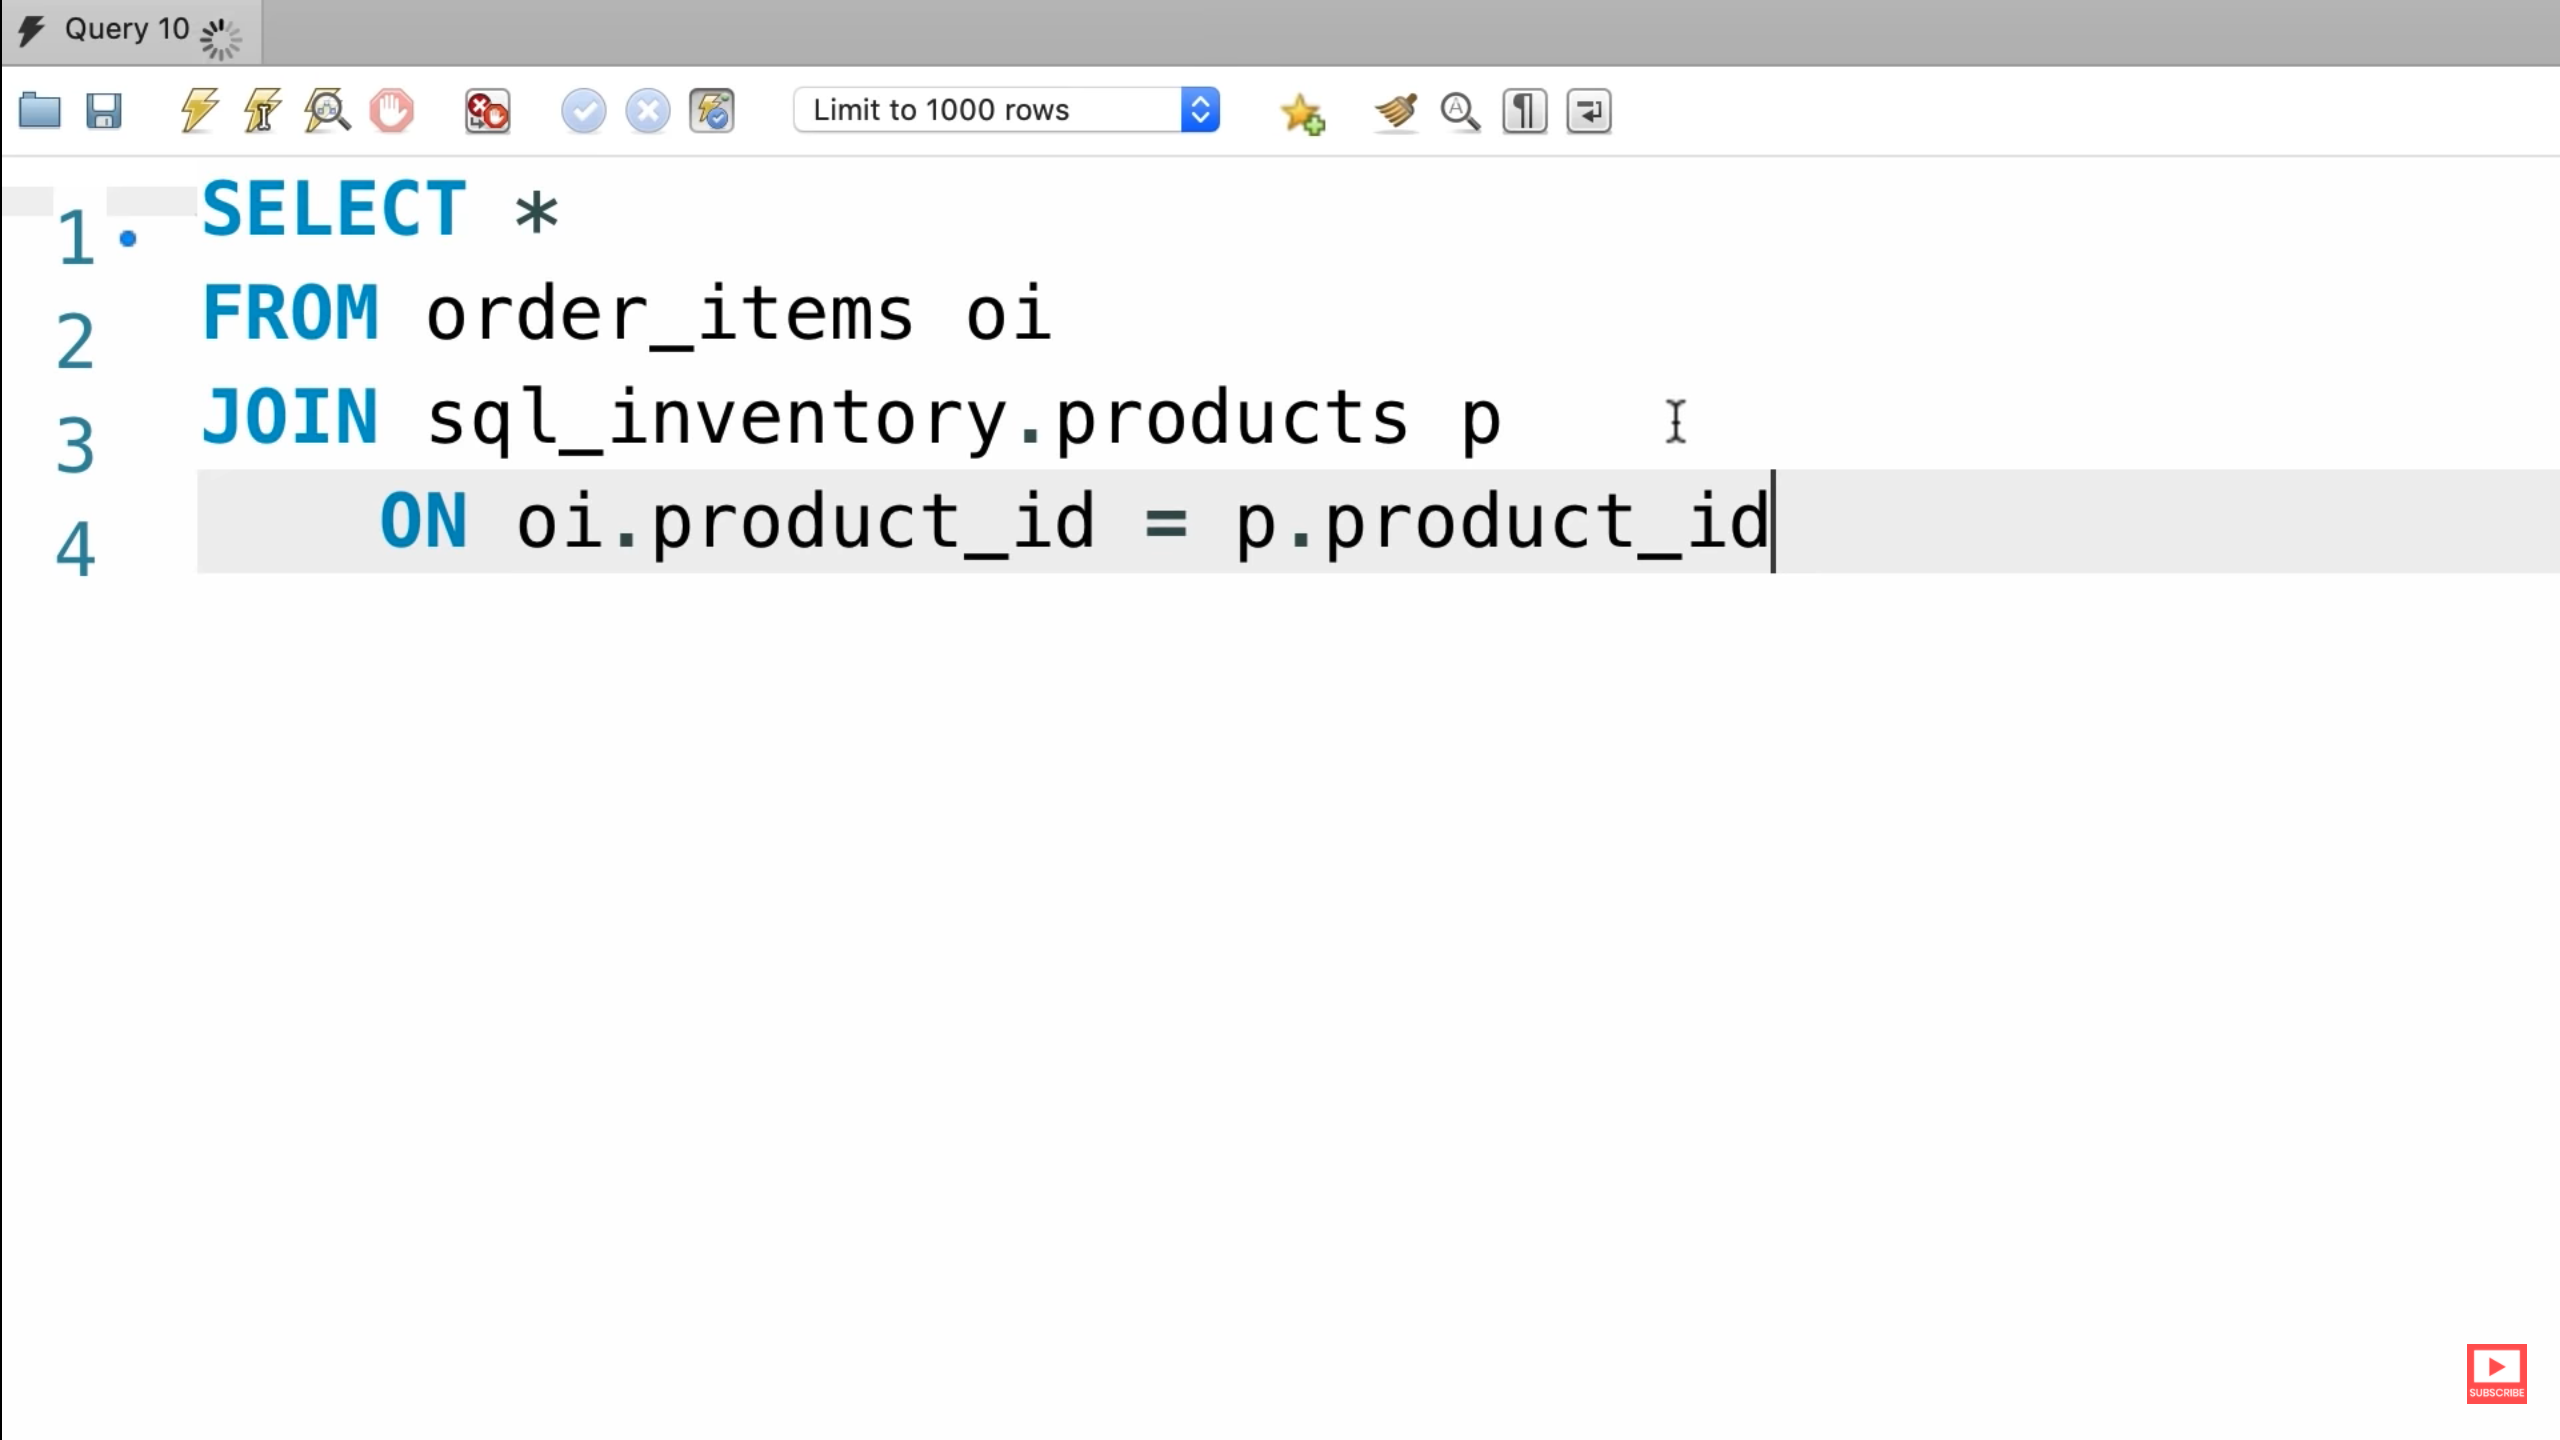 Query 10
Limit to 1000 rows
1 SELECT *
2 FROM order_items oi
3 JOIN sql_inventory.products p
4 ON oi.product_id = p.product_id
SUBSCRIBE